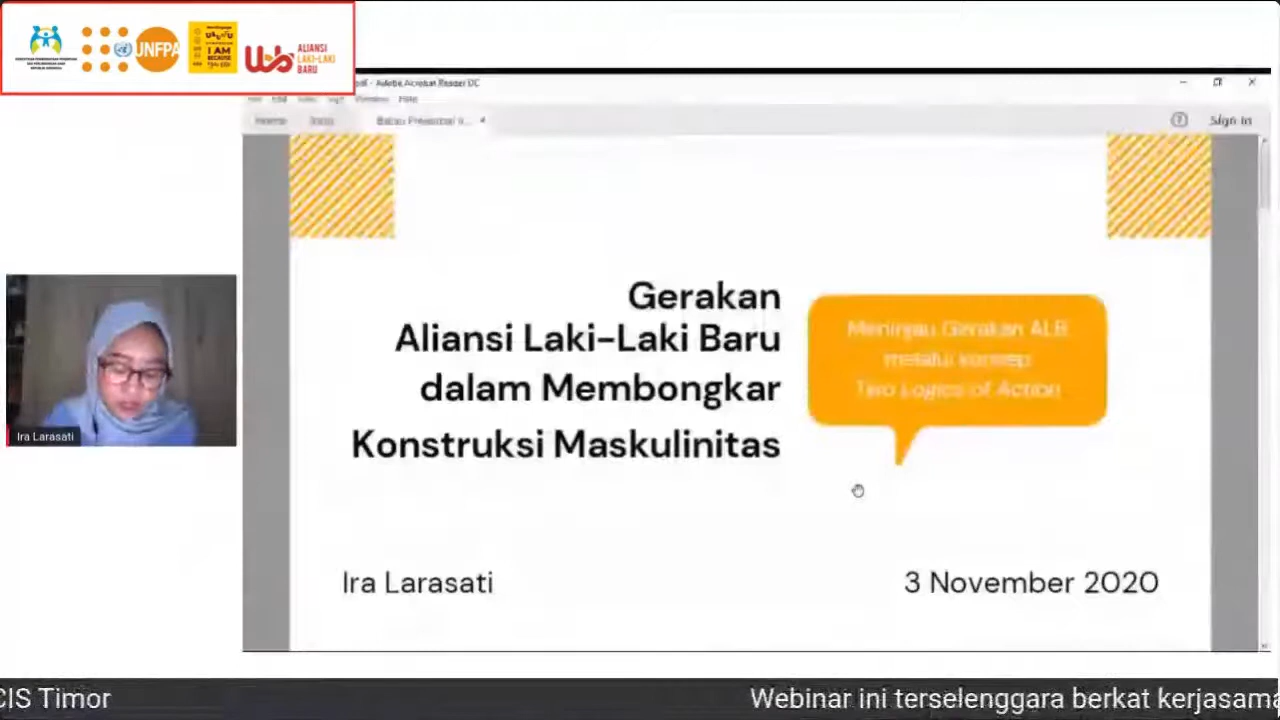 UNFPA
I AM
BECAUSE
ALIANSI
LAKI-LAKI
BARU
- Adobe Acrobat Reader DC
Help
Sign In
Gerakan
Aliansi Laki-Laki Baru
dalam Membongkar
Konstruksi Maskulinitas
Meninjau Gerakan ALB
melalui konsep
Two Logics of Action
Ira Larasati
Ira Larasati
3 November 2020
CIS Timor
Webinar ini terselenggara berkat kerjasama